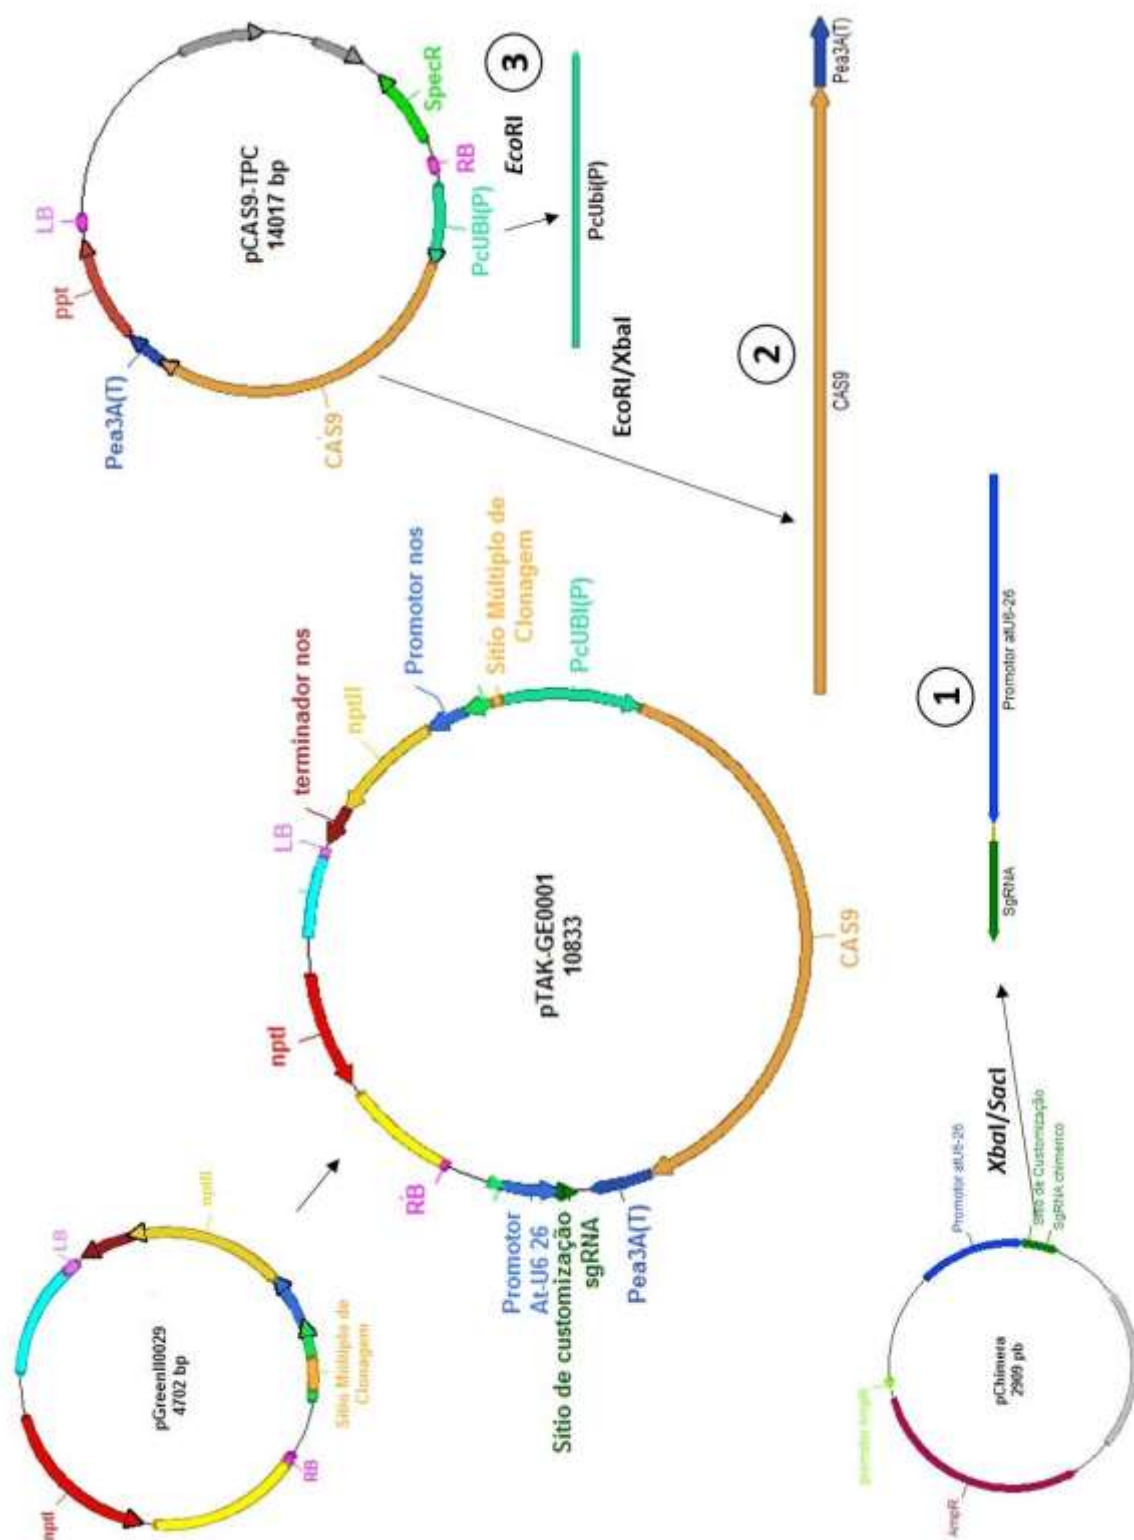 nptI
LB
nptII
pGreenII0029
4702 bp
Sítio Múltiplo de
Clonagem
RB
LB
ppt
Pea3A(T)
CAS9
pCAS9-TPC
14017 bp
SpecR
RB
PcUBI(P)
EcoRI
3
PcUbi(P)
EcoRI/XbaI
2
CAS9
Pea3A(T)
terminador nos
LB
nptII
Promotor nos
Sítio Múltiplo de
Clonagem
PcUBI(P)
nptI
pTAK-GE0001
10833
RB
Promotor
At-U6 26
Sítio de customização
sgRNA
Pea3A(T)
CAS9
1
SgRNA
Promotor atU6-26
XbaI/SacI
Promotor atU6-26
Sitio de Customização
SgRNA chimerico
pChimera
2909 pb
AmpR
promotor